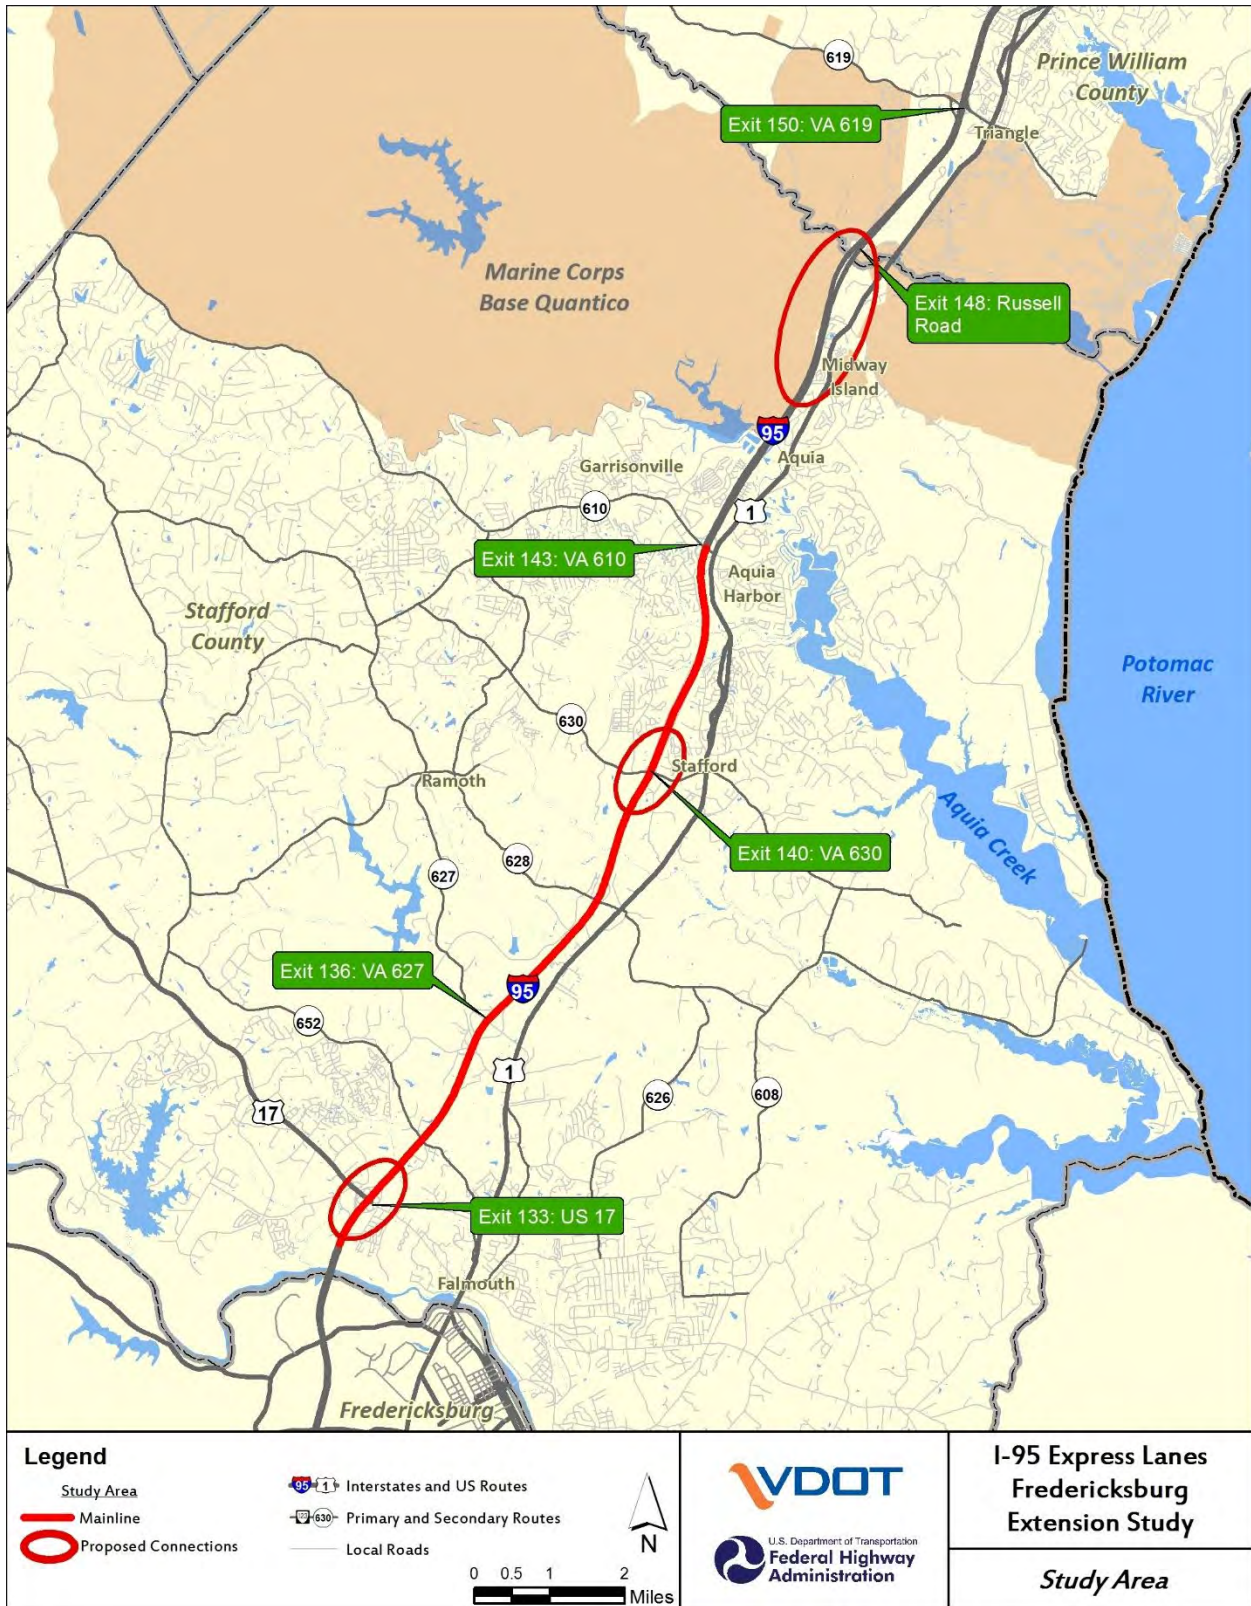 619
Prince William
County
Exit 150: VA 619
Triangle
Marine Corps
Base Quantico
Exit 148: Russell
Road
Midway
Island
95
Garrisonville
Aquia
610
1
Exit 143: VA 610
Aquia
Harbor
Stafford
County
Potomac
River
630
Stafford
Ramoth
Aquia Creek
Exit 140: VA 630
628
627
Exit 136: VA 627
95
652
1
17
626
608
Exit 133: US 17
Falmouth
Fredericksburg
Legend
Study Area
Mainline
Proposed Connections
95 1 Interstates and US Routes
123 630 Primary and Secondary Routes
Local Roads
N
0 0.5 1 2
Miles
VDOT
U.S. Department of Transportation
Federal Highway
Administration
I-95 Express Lanes
Fredericksburg
Extension Study
Study Area